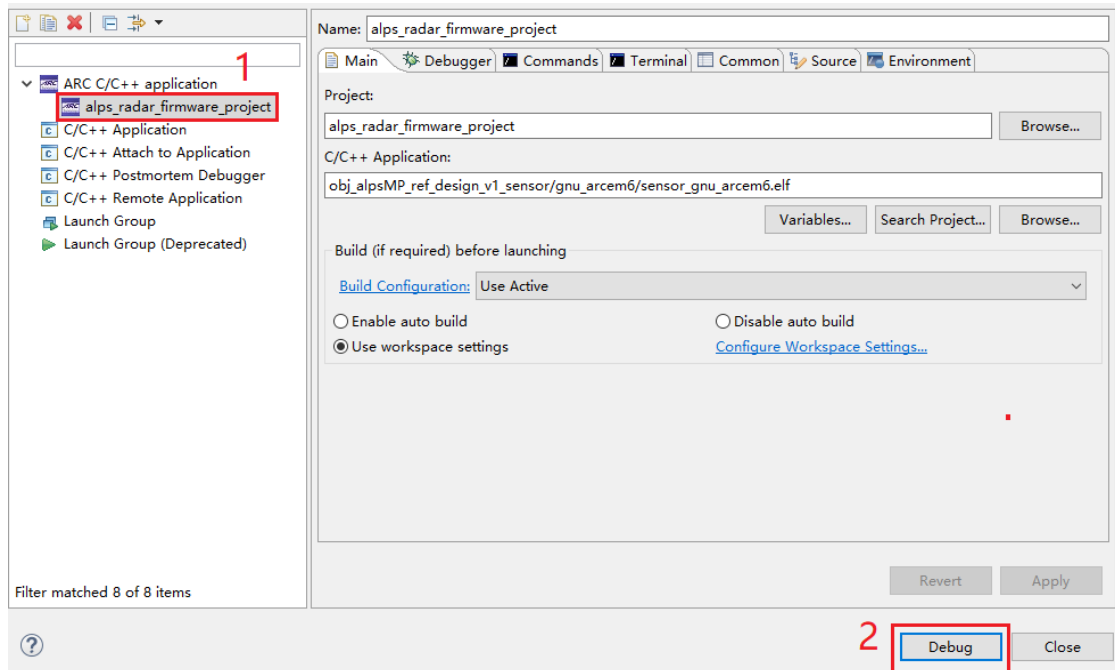 1
ARC C/C++ application
alps_radar_firmware_project
C/C++ Application
C/C++ Attach to Application
C/C++ Postmortem Debugger
C/C++ Remote Application
Launch Group
Launch Group (Deprecated)
Filter matched 8 of 8 items
Name: alps_radar_firmware_project
Main Debugger Commands Terminal Common Source Environment
Project:
alps_radar_firmware_project Browse...
C/C++ Application:
obj_alpsMP_ref_design_v1_sensor/gnu_arcem6/sensor_gnu_arcem6.elf
Variables... Search Project... Browse...
Build (if required) before launching
Build Configuration: Use Active
Enable auto build Disable auto build
Use workspace settings Configure Workspace Settings...
Revert Apply
2 Debug Close